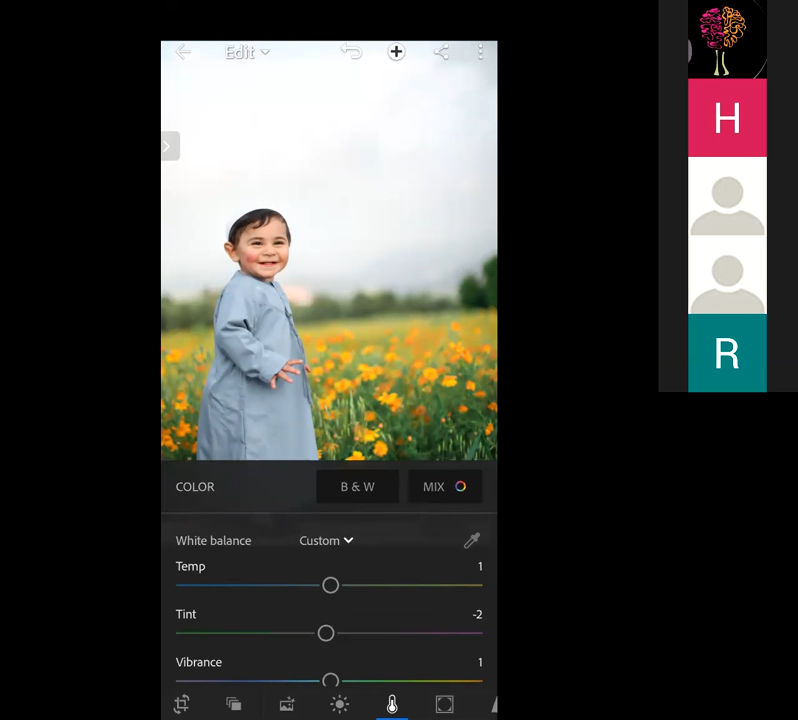 Edit
H
R
COLOR
B & W
MIX
White balance
Custom
Temp
1
Tint
-2
Vibrance
1